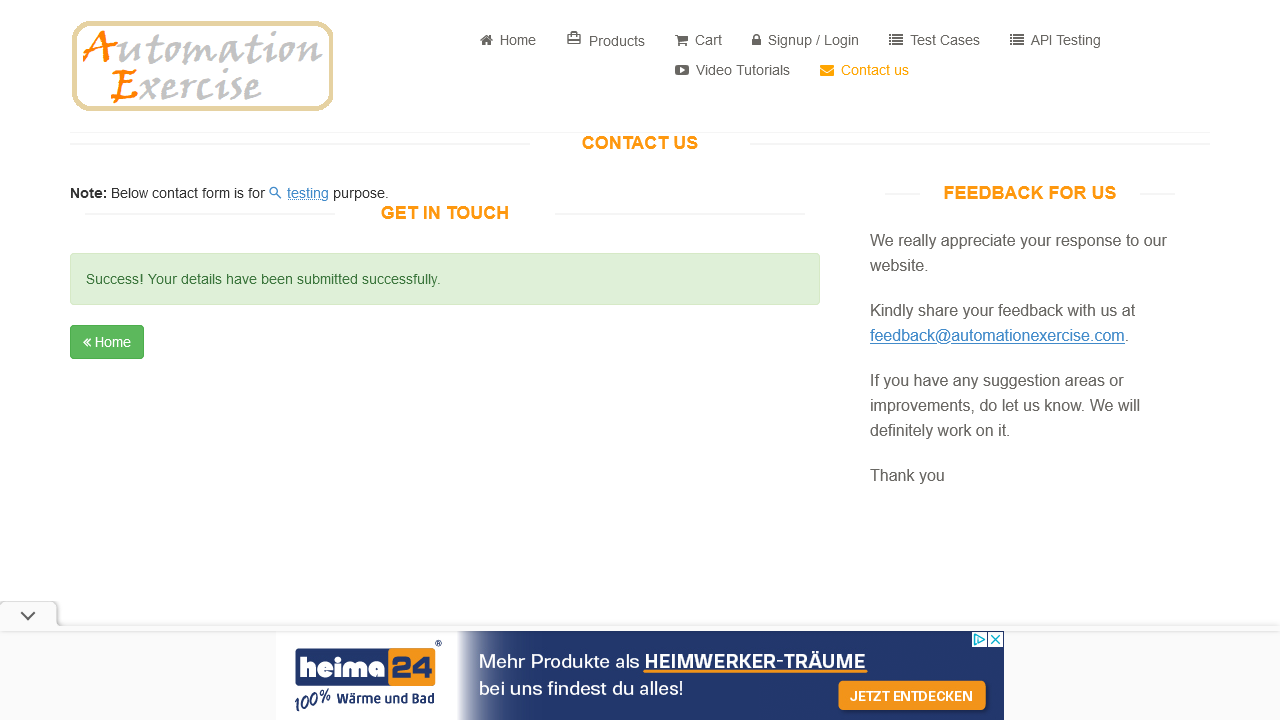 Automation
Exercise
Home
Products
Cart
Signup / Login
Test Cases
API Testing
Video Tutorials
Contact us
CONTACT US
Note: Below contact form is for testing purpose.
GET IN TOUCH
Success! Your details have been submitted successfully.
Home
FEEDBACK FOR US
We really appreciate your response to our
website.
Kindly share your feedback with us at
feedback@automationexercise.com.
If you have any suggestion areas or
improvements, do let us know. We will
definitely work on it.
Thank you
heima24®
100% Wärme und Bad
Mehr Produkte als HEIMWERKER-TRÄUME
bei uns findest du alles!
JETZT ENTDECKEN